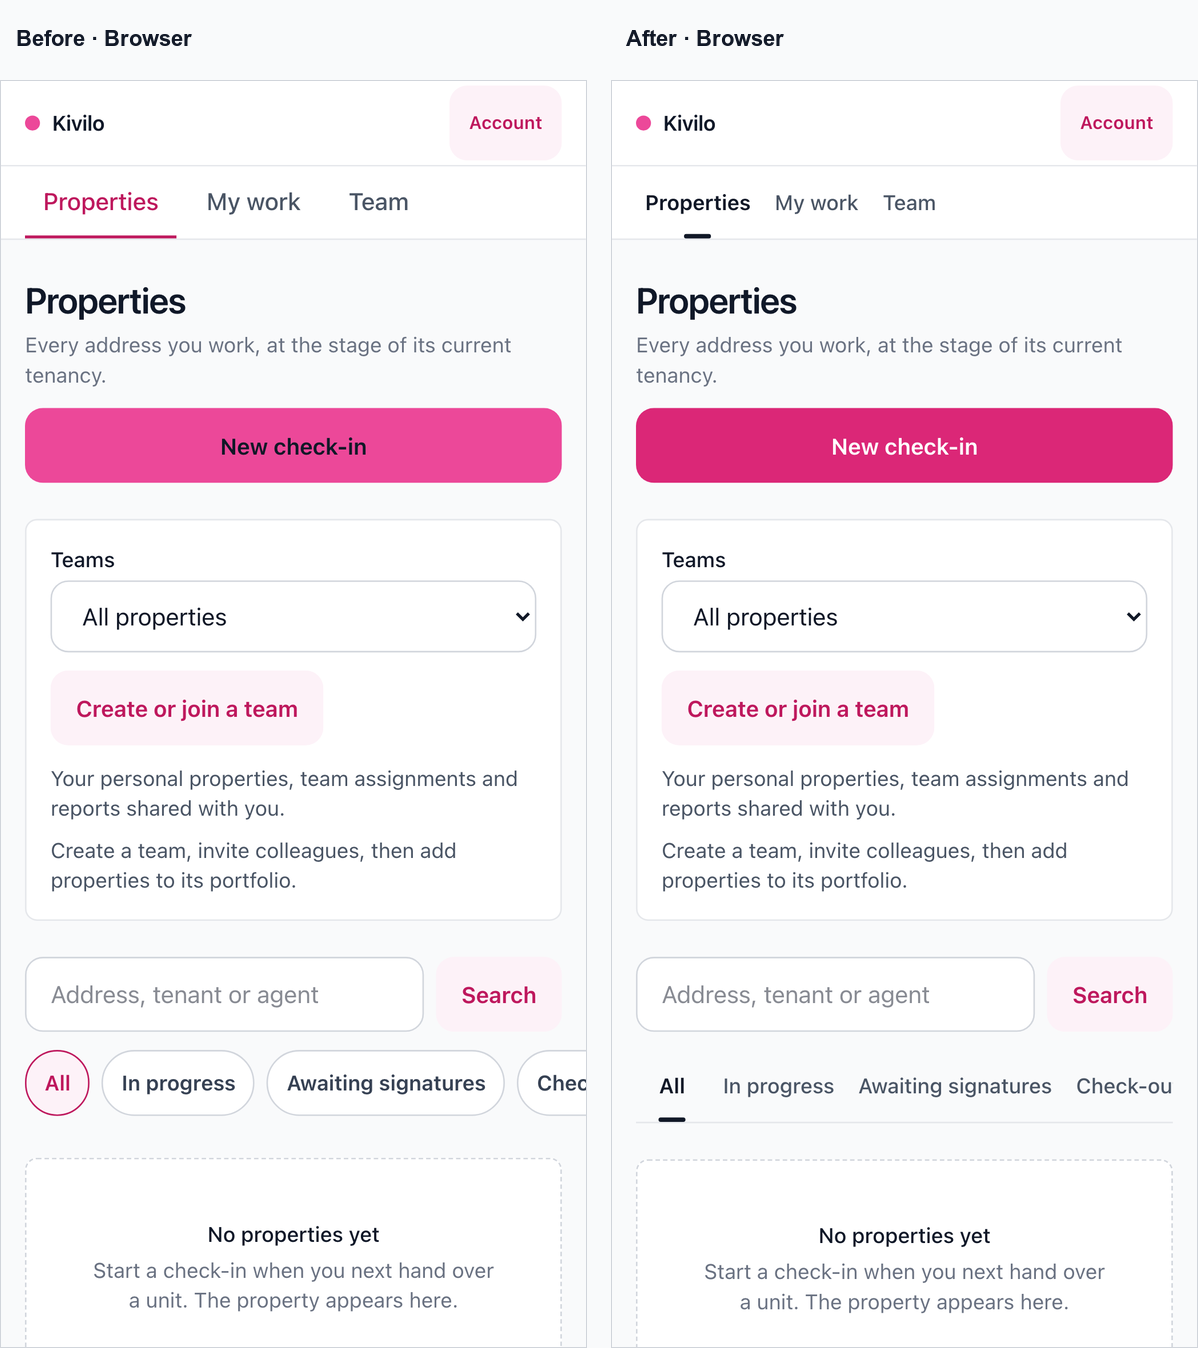 Before · Browser
Kivilo
Account
Properties
My work
Team
Properties
Every address you work, at the stage of its current
tenancy.
New check-in
Teams
All properties
Create or join a team
Your personal properties, team assignments and
reports shared with you.
Create a team, invite colleagues, then add
properties to its portfolio.
Address, tenant or agent
Search
All
In progress
Awaiting signatures
Chec
No properties yet
Start a check-in when you next hand over
a unit. The property appears here.
After · Browser
Kivilo
Account
Properties
My work
Team
Properties
Every address you work, at the stage of its current
tenancy.
New check-in
Teams
All properties
Create or join a team
Your personal properties, team assignments and
reports shared with you.
Create a team, invite colleagues, then add
properties to its portfolio.
Address, tenant or agent
Search
All
In progress
Awaiting signatures
Check-ou
No properties yet
Start a check-in when you next hand over
a unit. The property appears here.